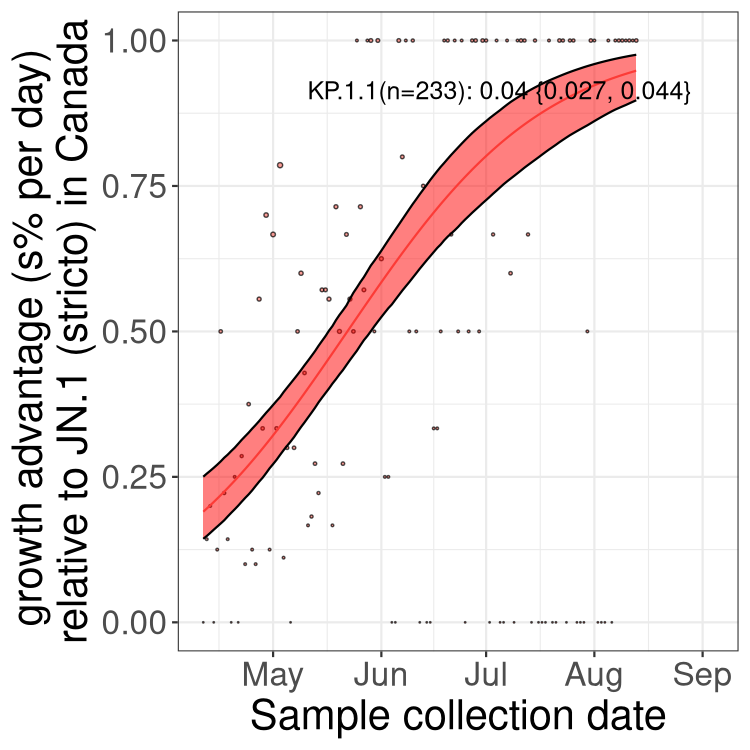 growth advantage (s% per day)
relative to JN.1 (stricto) in Canada
1.00
0.75
0.50
0.25
0.00
KP.1.1(n=233): 0.04 {0.027, 0.044}
May Jun Jul Aug Sep
Sample collection date